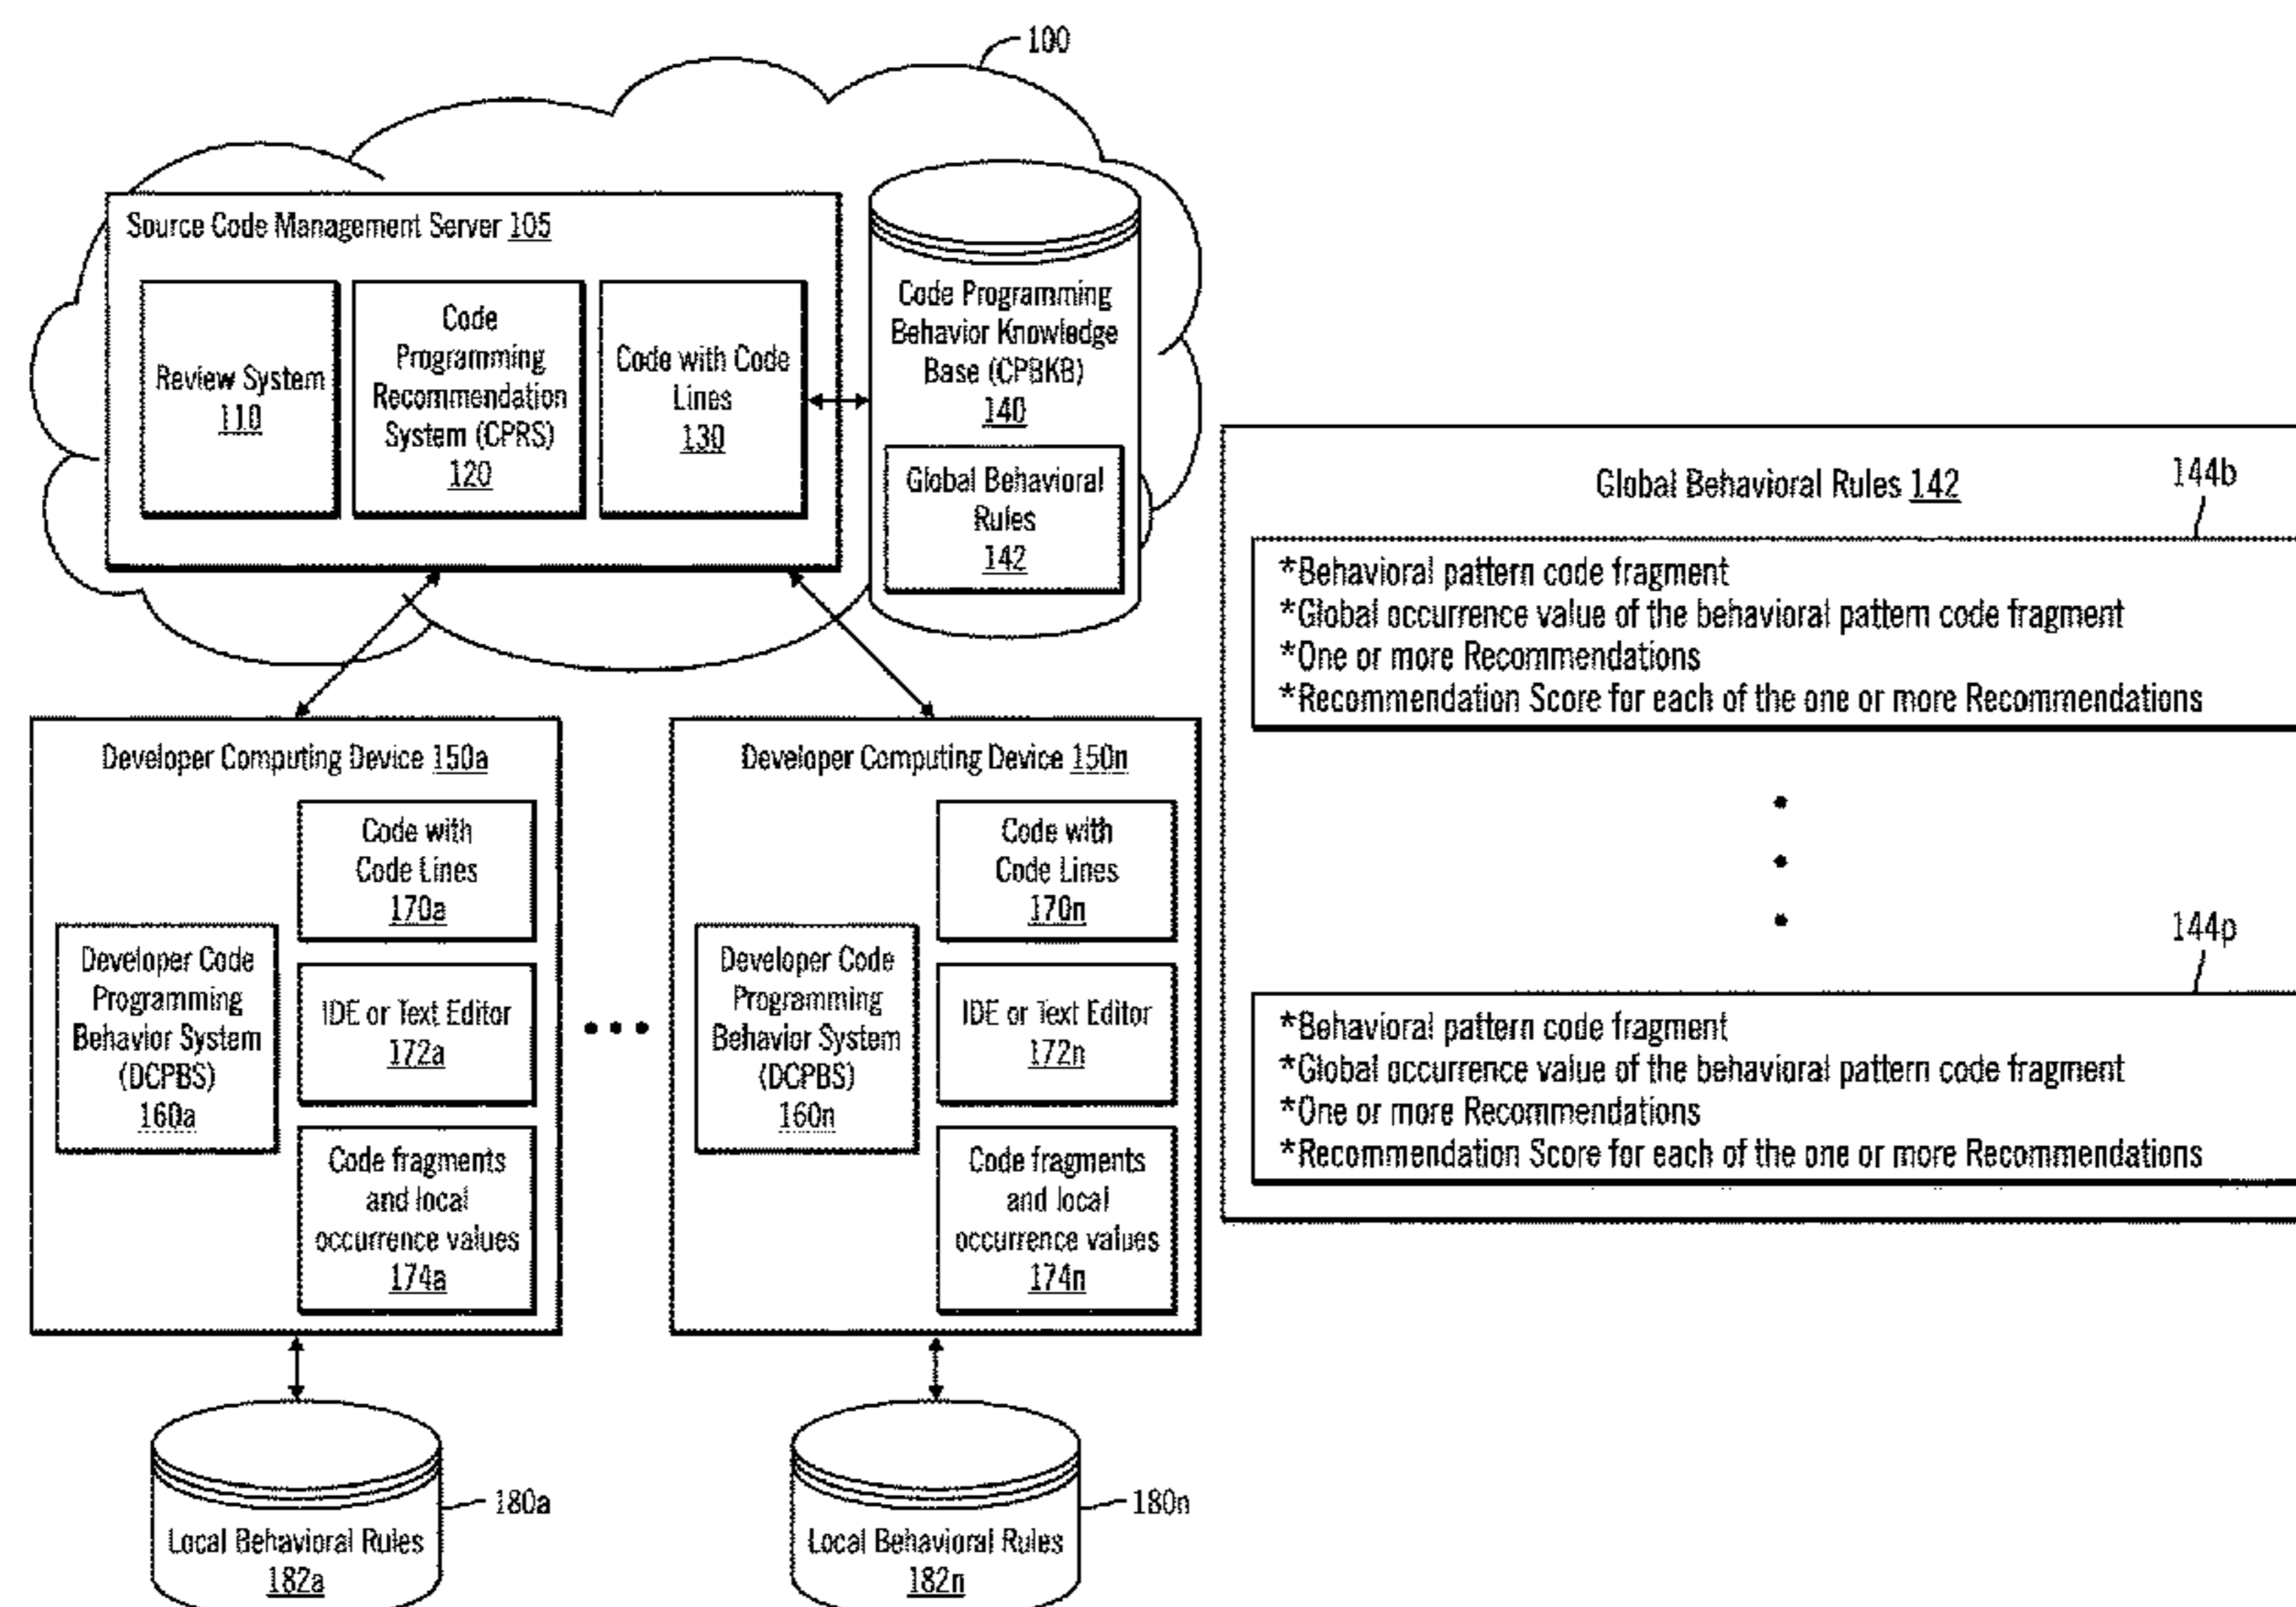 100
Source Code Management Server 105
Review System
110
Code
Programming
Recommendation
System (CPRS)
120
Code with Code
Lines
130
Code Programming
Behavior Knowledge
Base (CPBKB)
140
Global Behavioral
Rules
142
Developer Computing Device 150a
Code with
Code Lines
170a
Developer Code
Programming
Behavior System
(DCPBS)
160a
IDE or Text Editor
172a
Code fragments
and local
occurrence values
174a
Developer Computing Device 150n
Code with
Code Lines
170n
Developer Code
Programming
Behavior System
(DCPBS)
160n
IDE or Text Editor
172n
Code fragments
and local
occurrence values
174n
180a
Local Behavioral Rules
182a
180n
Local Behavioral Rules
182n
Global Behavioral Rules 142
144b
*Behavioral pattern code fragment
*Global occurrence value of the behavioral pattern code fragment
*One or more Recommendations
*Recommendation Score for each of the one or more Recommendations
144p
*Behavioral pattern code fragment
*Global occurrence value of the behavioral pattern code fragment
*One or more Recommendations
*Recommendation Score for each of the one or more Recommendations